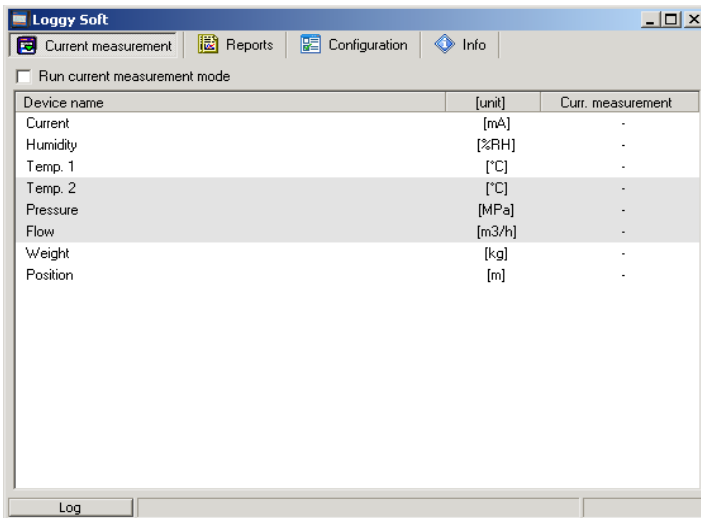 Loggy Soft
Current measurement Reports Configuration Info
Run current measurement mode
Device name [unit] Curr. measurement
Current [mA] -
Humidity [%RH] -
Temp. 1 [°C] -
Temp. 2 [°C] -
Pressure [MPa] -
Flow [m3/h] -
Weight [kg] -
Position [m] -
Log